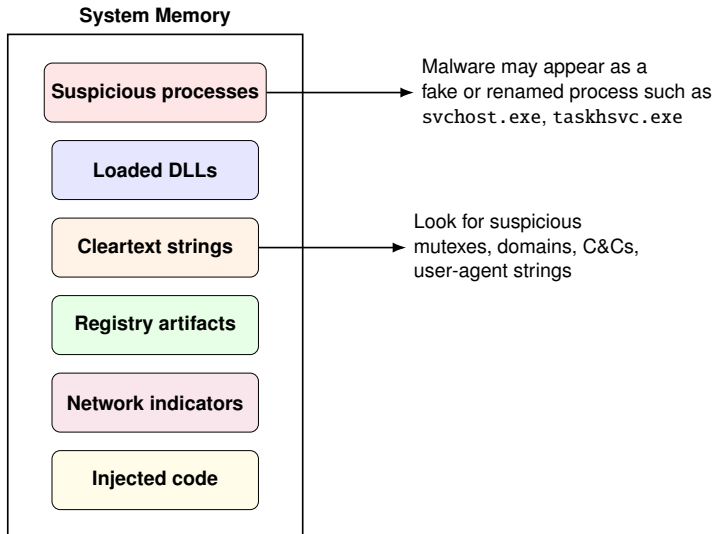 System Memory
Suspicious processes
Malware may appear as a
fake or renamed process such as
svchost.exe, taskhsvc.exe
Loaded DLLs
Cleartext strings
Look for suspicious
mutexes, domains, C&Cs,
user-agent strings
Registry artifacts
Network indicators
Injected code